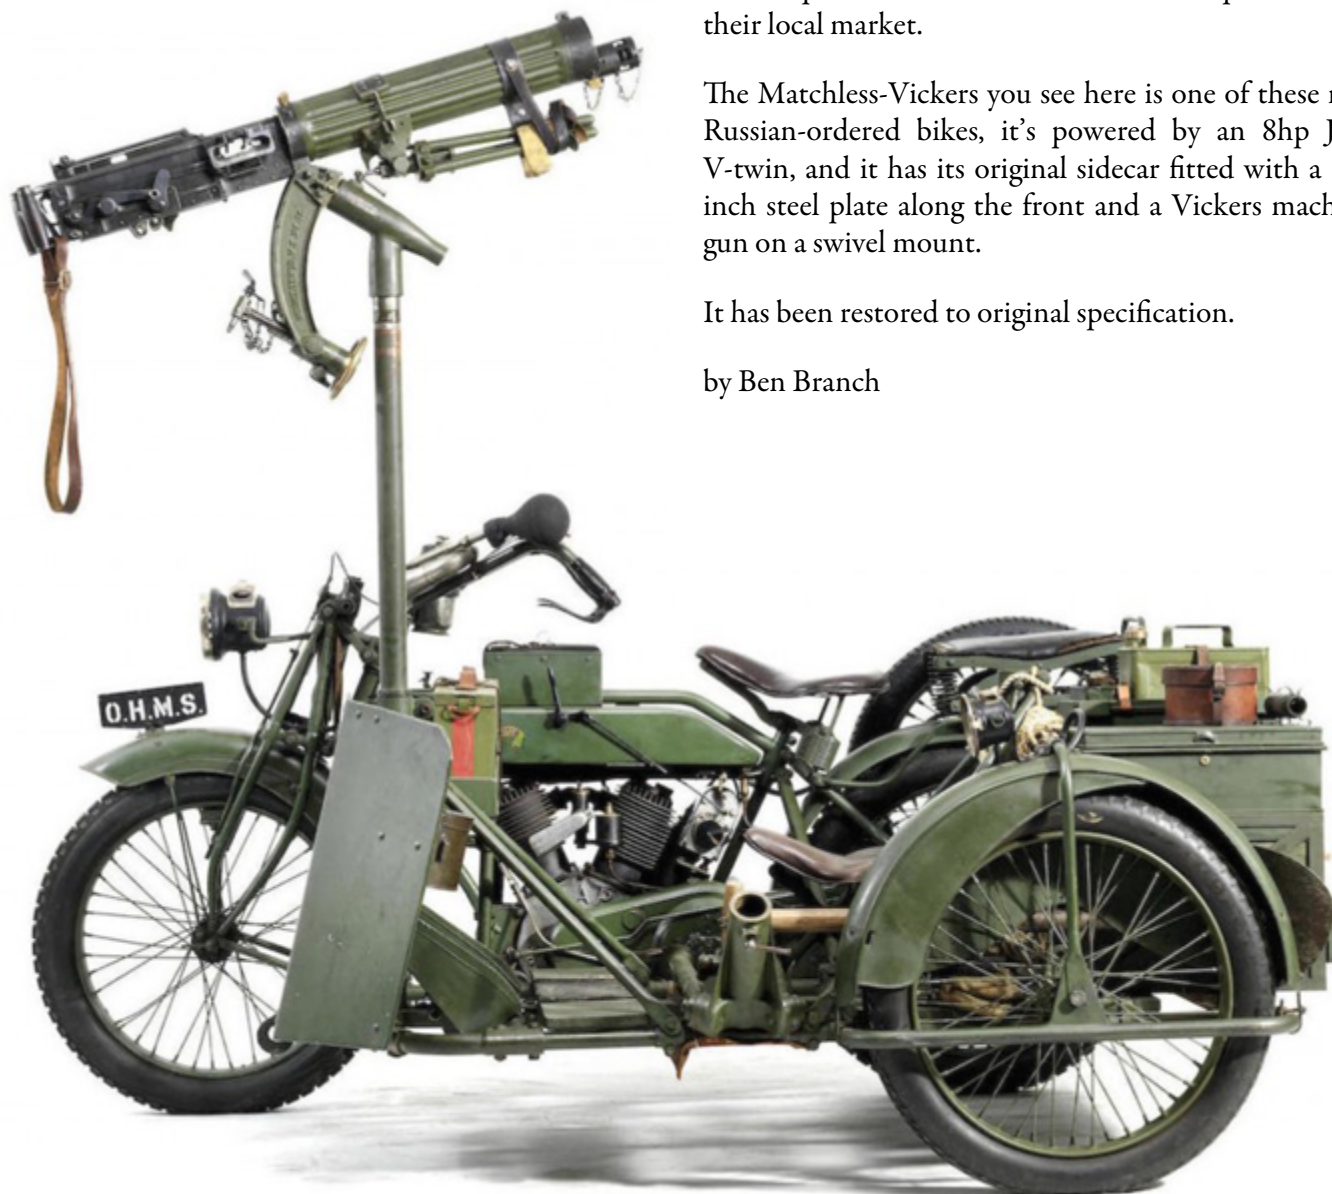 their local market.
The Matchless-Vickers you see here is one of these
Russian-ordered bikes, it's powered by an 8hp
V-twin, and it has its original sidecar fitted with a
inch steel plate along the front and a Vickers
gun on a swivel mount.
It has been restored to original specification.
by Ben Branch
O.H.M.S.